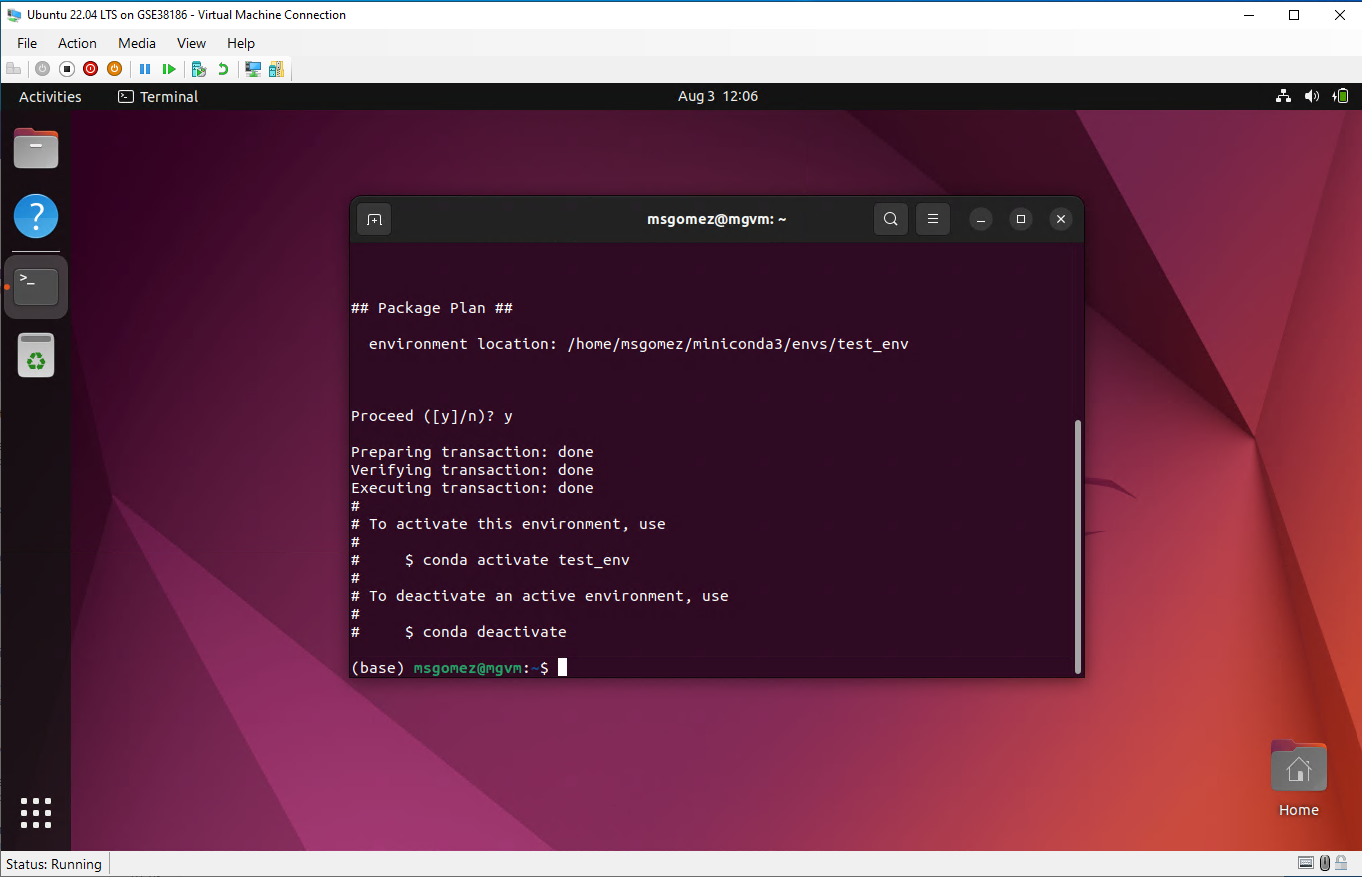 Ubuntu 22.04 LTS on GSE38186 - Virtual Machine Connection
File Action Media View Help
Activities Terminal Aug 3 12:06
msgomez@mgvm: ~
## Package Plan ##
environment location: /home/msgomez/miniconda3/envs/test_env
Proceed ([y]/n)? y
Preparing transaction: done
Verifying transaction: done
Executing transaction: done
#
# To activate this environment, use
#
# $ conda activate test_env
#
# To deactivate an active environment, use
#
# $ conda deactivate
(base) msgomez@mgvm:~$
Home
Status: Running